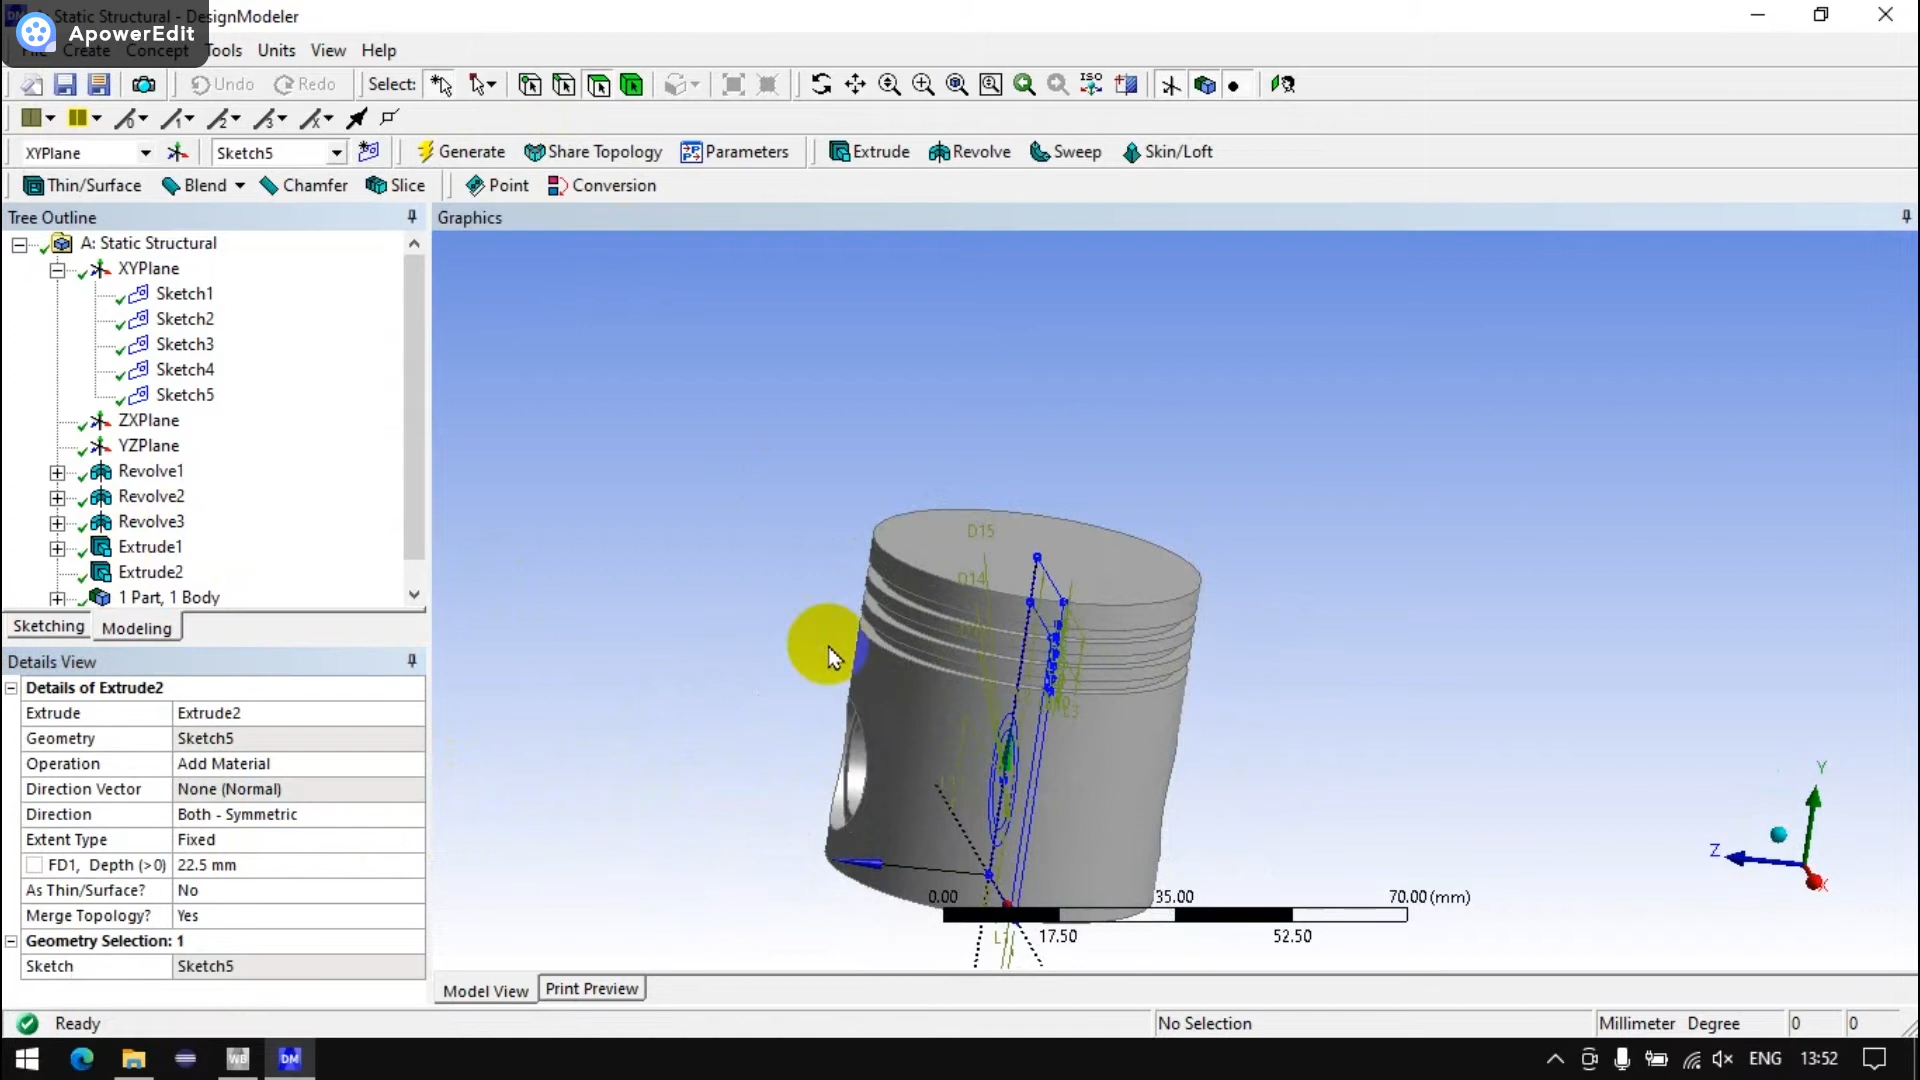 A: Static Structural - DesignModeler
ApowerEdit
File Create Concept Tools Units View Help
Undo Redo Select: ISO
XYPlane Sketch5 Generate Share Topology Parameters Extrude Revolve Sweep Skin/Loft
Thin/Surface Blend Chamfer Slice Point Conversion
Tree Outline
Graphics
A: Static Structural
XYPlane
Sketch1
Sketch2
Sketch3
Sketch4
Sketch5
ZXPlane
YZPlane
Revolve1
Revolve2
Revolve3
Extrude1
Extrude2
1 Part, 1 Body
Sketching Modeling
Details View
Details of Extrude2
Extrude Extrude2
Geometry Sketch5
Operation Add Material
Direction Vector None (Normal)
Direction Both - Symmetric
Extent Type Fixed
FD1, Depth (>0) 22.5 mm
As Thin/Surface? No
Merge Topology? Yes
Geometry Selection: 1
Sketch Sketch5
D15
D14
L3
0.00 35.00 70.00 (mm)
17.50 52.50
Y
Z
X
Model View Print Preview
Ready
No Selection
Millimeter Degree 0 0
WB DM
ENG 13:52